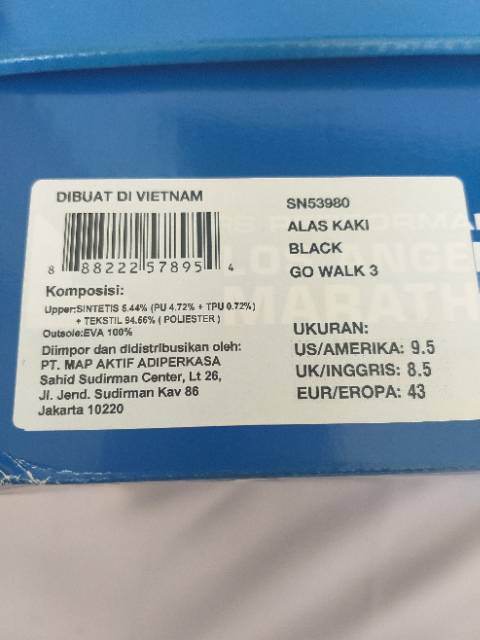 DIBUAT DI VIETNAM
8 88222 57895 4
Komposisi:
Upper:SINTETIS 5.44% (PU 4.72% + TPU 0.72%)
+ TEKSTIL 94.56% ( POLIESTER )
Outsole:EVA 100%
Diimpor dan didistribusikan oleh:
PT. MAP AKTIF ADIPERKASA
Sahid Sudirman Center, Lt 26,
Jl. Jend. Sudirman Kav 86
Jakarta 10220
SN53980
ALAS KAKI
BLACK
GO WALK 3
UKURAN:
US/AMERIKA: 9.5
UK/INGGRIS: 8.5
EUR/EROPA: 43